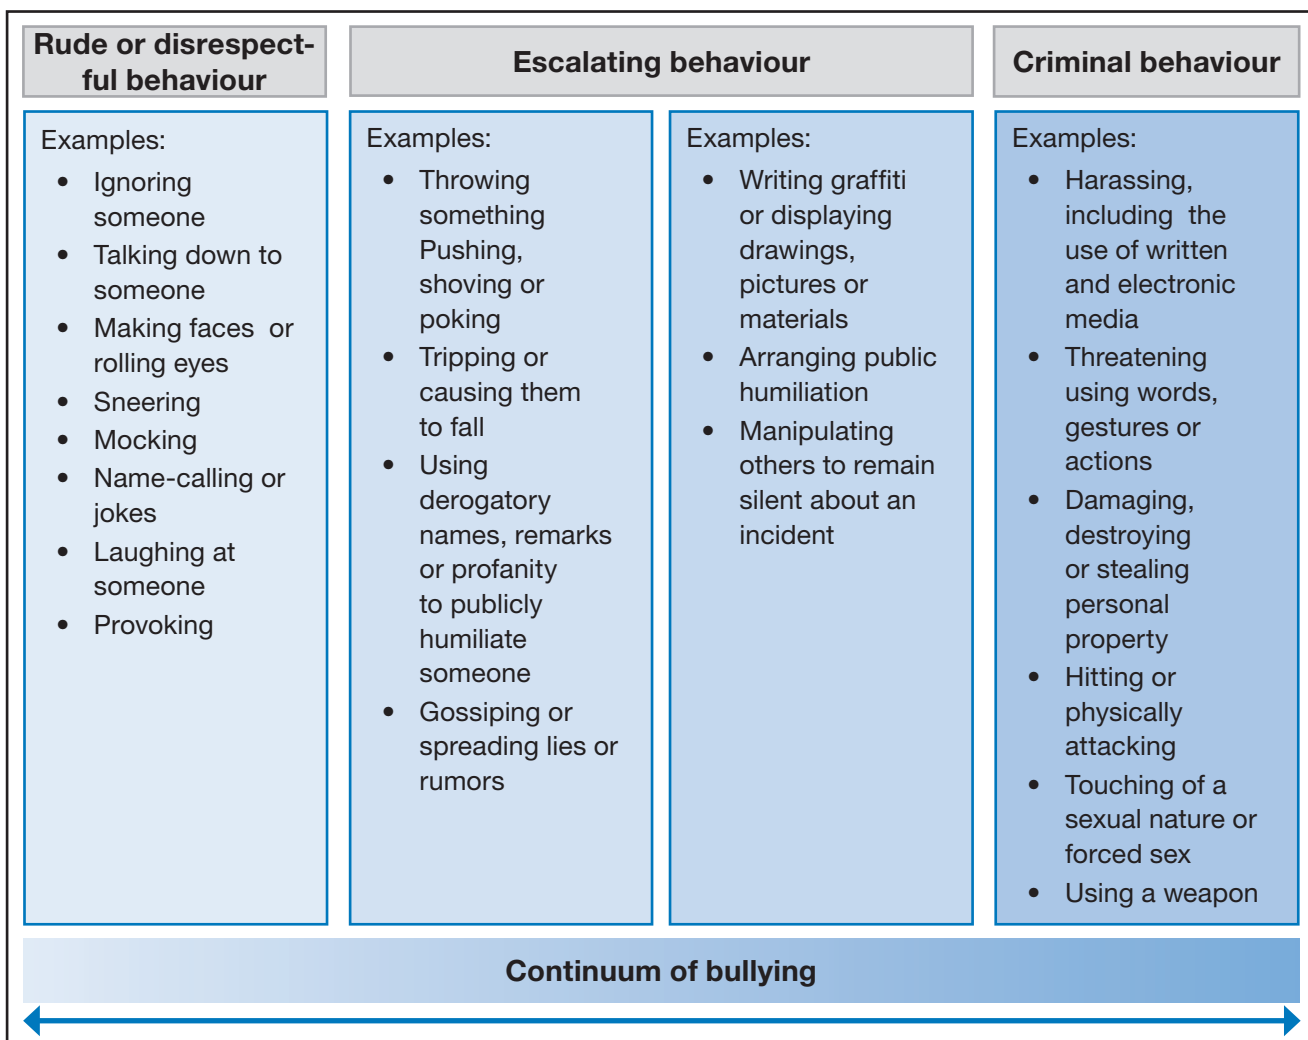 Rude or disrespect-
ful behaviour
Escalating behaviour
Criminal behaviour
Examples:
• Ignoring
someone
• Talking down to
someone
• Making faces  or
rolling eyes
• Sneering
• Mocking
• Name-calling or
jokes
• Laughing at
someone
• Provoking
Examples:
• Throwing
something
Pushing,
shoving or
poking
• Tripping or
causing them
to fall
• Using
derogatory
names, remarks
or profanity
to publicly
humiliate
someone
• Gossiping or
spreading lies or
rumors
Examples:
• Writing graffiti
or displaying
drawings,
pictures or
materials
• Arranging public
humiliation
• Manipulating
others to remain
silent about an
incident
Examples:
• Harassing,
including  the
use of written
and electronic
media
• Threatening
using words,
gestures or
actions
• Damaging,
destroying
or stealing
personal
property
• Hitting or
physically
attacking
• Touching of a
sexual nature or
forced sex
• Using a weapon
Continuum of bullying